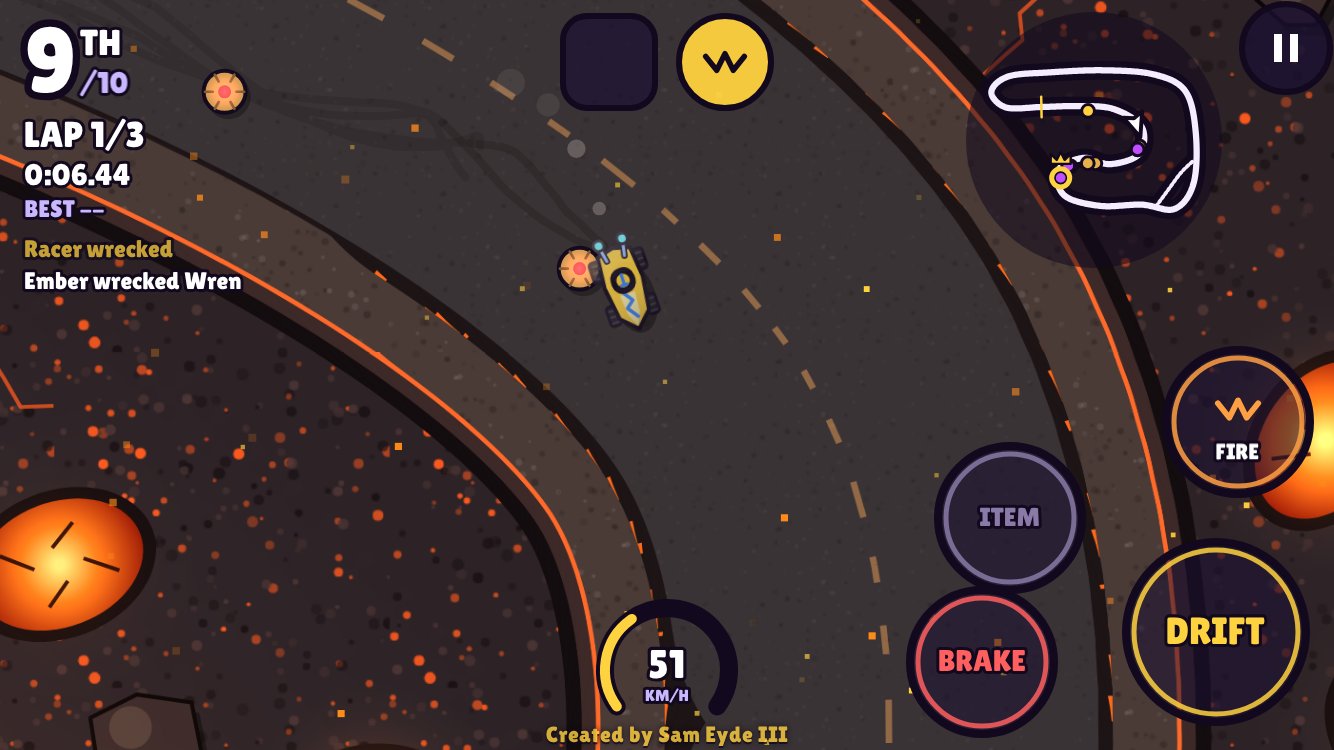 9TH
/10
LAP 1/3
0:06.44
BEST --
Racer wrecked
Ember wrecked Wren
FIRE
ITEM
DRIFT
BRAKE
51
KM/H
Created by Sam Eyde III